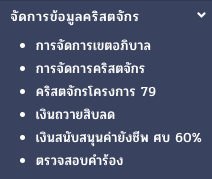 จัดการข้อมูลคริสตจักร
การจัดการเขตอภิบาล
การจัดการคริสตจักร
คริสตจักรโครงการ 79
เงินถวายสิบลด
เงินสนับสนุนค่ายังชีพ ศบ 60%
ตรวจสอบคำร้อง